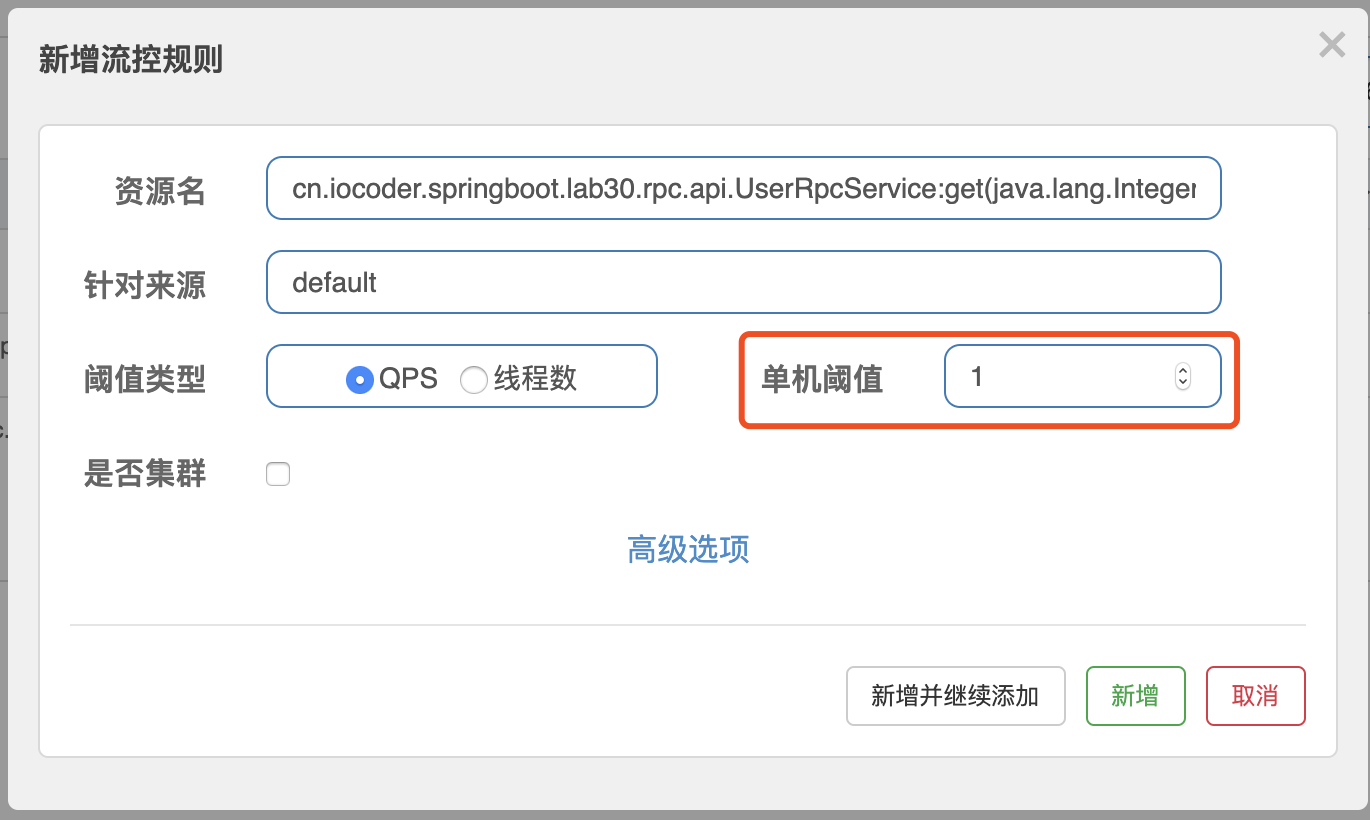 新增流控规则
资源名
cn.iocoder.springboot.lab30.rpc.api.UserRpcService:get(java.lang.Integer
针对来源
default
阈值类型
QPS 线程数
单机阈值
1
是否集群
高级选项
新增并继续添加
新增
取消